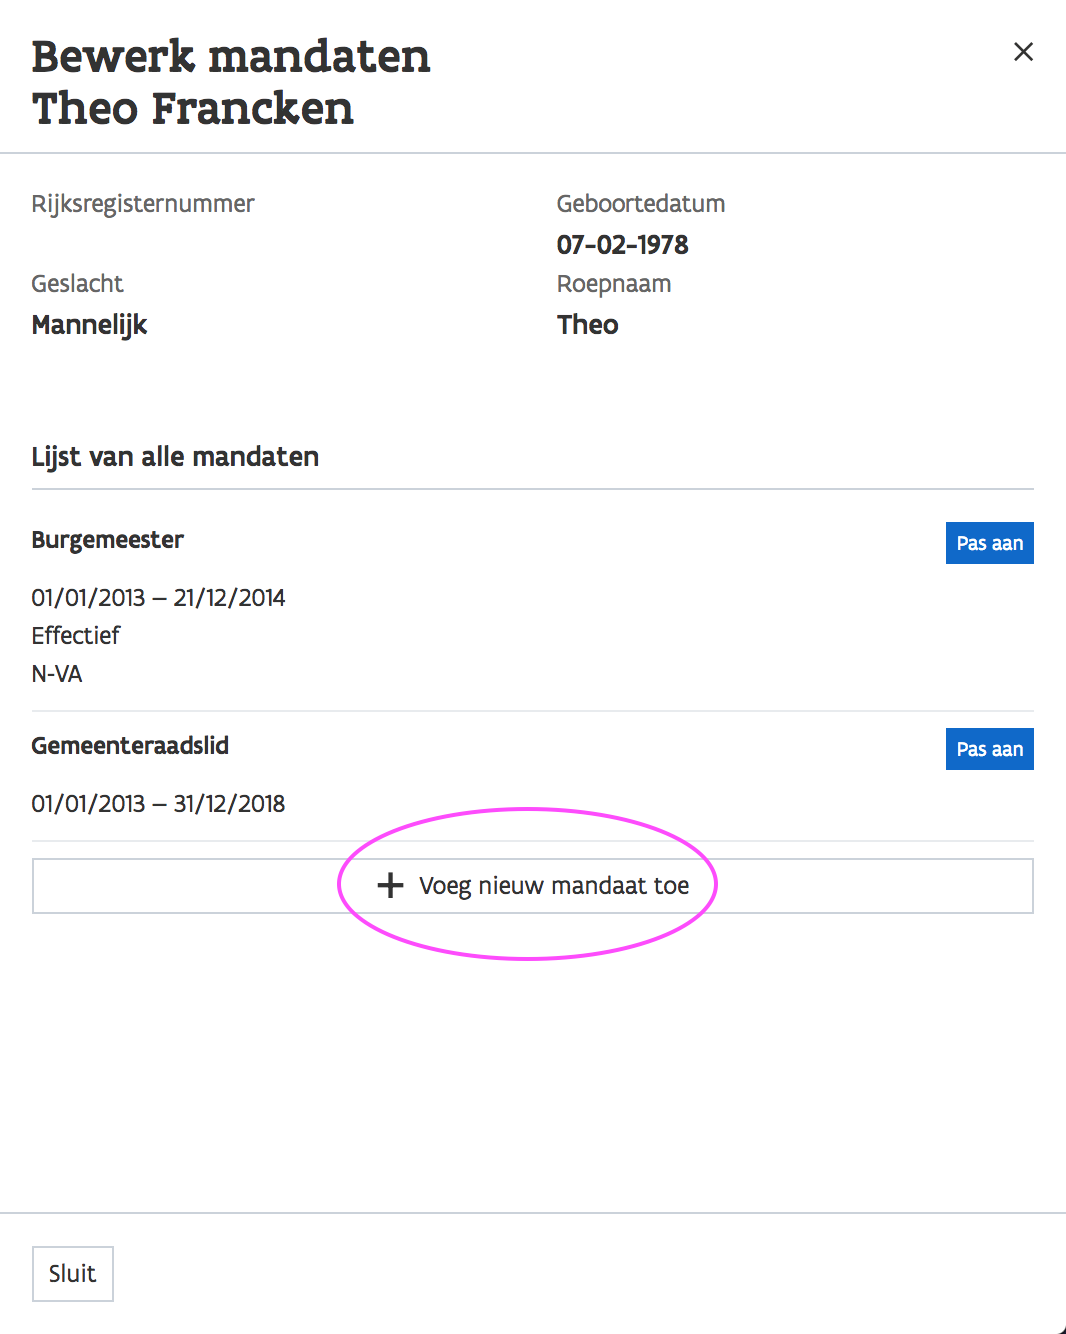 Bewerk mandaten
Theo Francken
Rijksregisternummer
Geboortedatum
07-02-1978
Geslacht
Mannelijk
Roepnaam
Theo
Lijst van alle mandaten
Burgemeester
Pas aan
01/01/2013 – 21/12/2014
Effectief
N-VA
Gemeenteraadslid
Pas aan
01/01/2013 – 31/12/2018
Voeg nieuw mandaat toe
Sluit